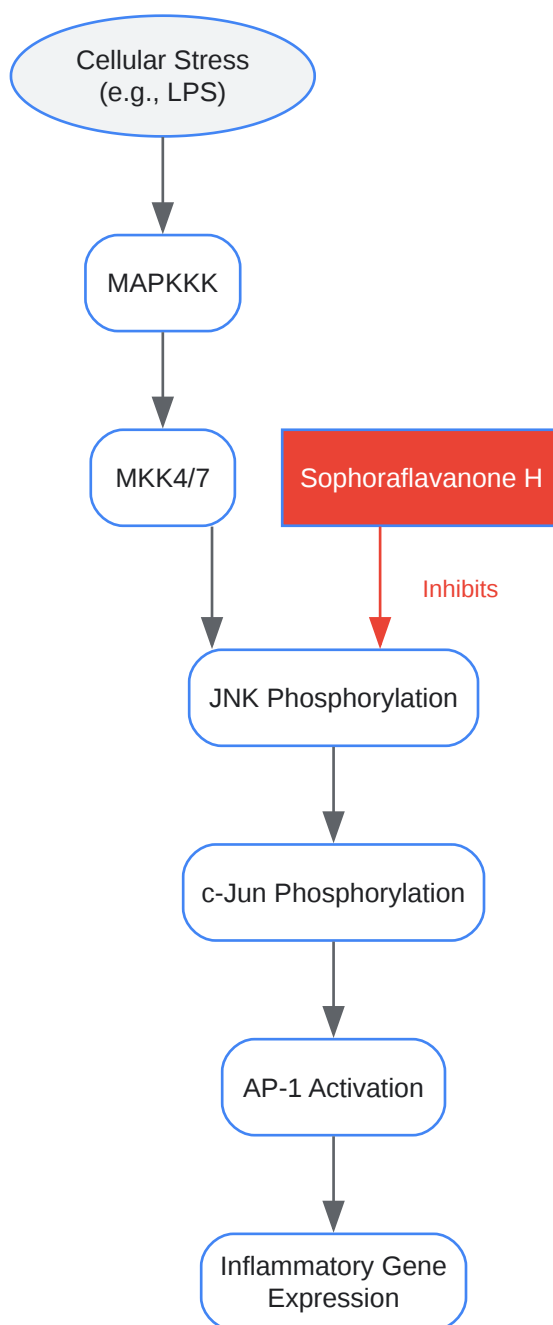 Cellular Stress
(e.g., LPS)
MAPKKK
MKK4/7
Sophoraflavanone H
Inhibits
JNK Phosphorylation
c-Jun Phosphorylation
AP-1 Activation
Inflammatory Gene
Expression